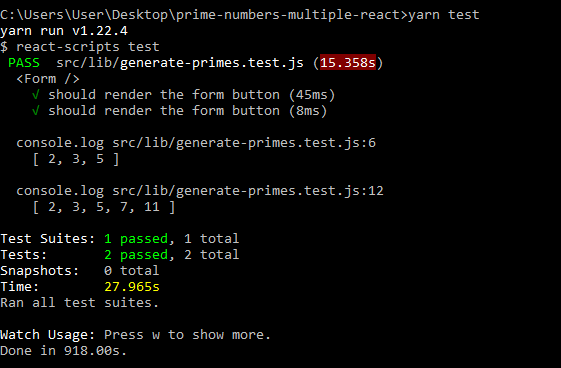 C:\Users\User\Desktop\prime-numbers-multiple-react>yarn test
yarn run v1.22.4
$ react-scripts test
PASS src/lib/generate-primes.test.js (15.358s)
<Form />
√ should render the form button (45ms)
√ should render the form button (8ms)
console.log src/lib/generate-primes.test.js:6
[ 2, 3, 5 ]
console.log src/lib/generate-primes.test.js:12
[ 2, 3, 5, 7, 11 ]
Test Suites: 1 passed, 1 total
Tests: 2 passed, 2 total
Snapshots: 0 total
Time: 27.965s
Ran all test suites.
Watch Usage: Press w to show more.
Done in 918.00s.